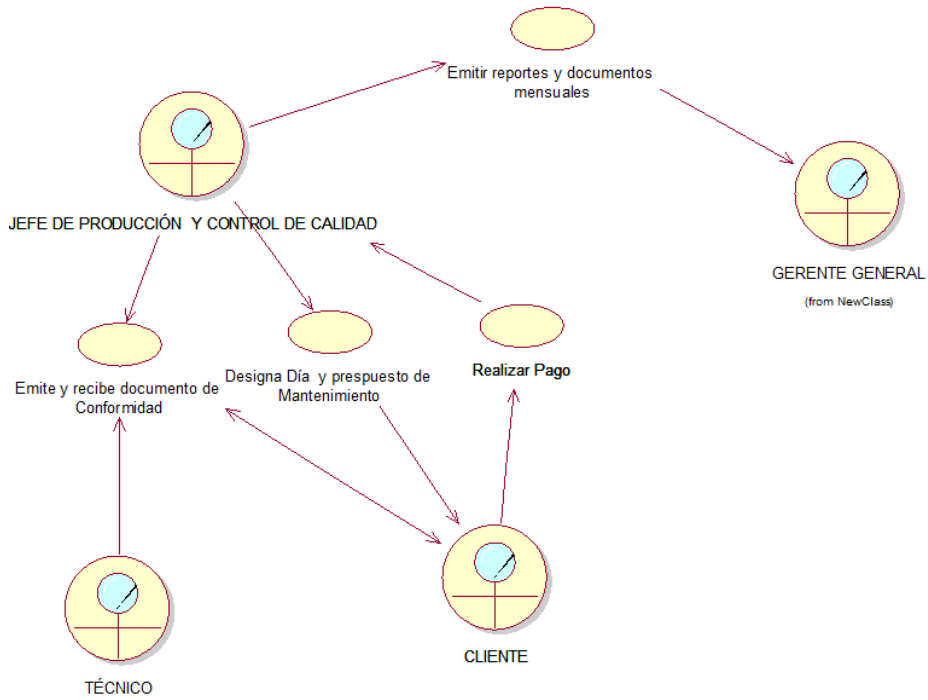 Emitir reportes y documentos
mensuales
JEFE DE PRODUCCIÓN Y CONTROL DE CALIDAD
GERENTE GENERAL
(from NewClass)
Emite y recibe documento de
Conformidad
Designa Día y prespuesto de
Mantenimiento
Realizar Pago
CLIENTE
TÉCNICO